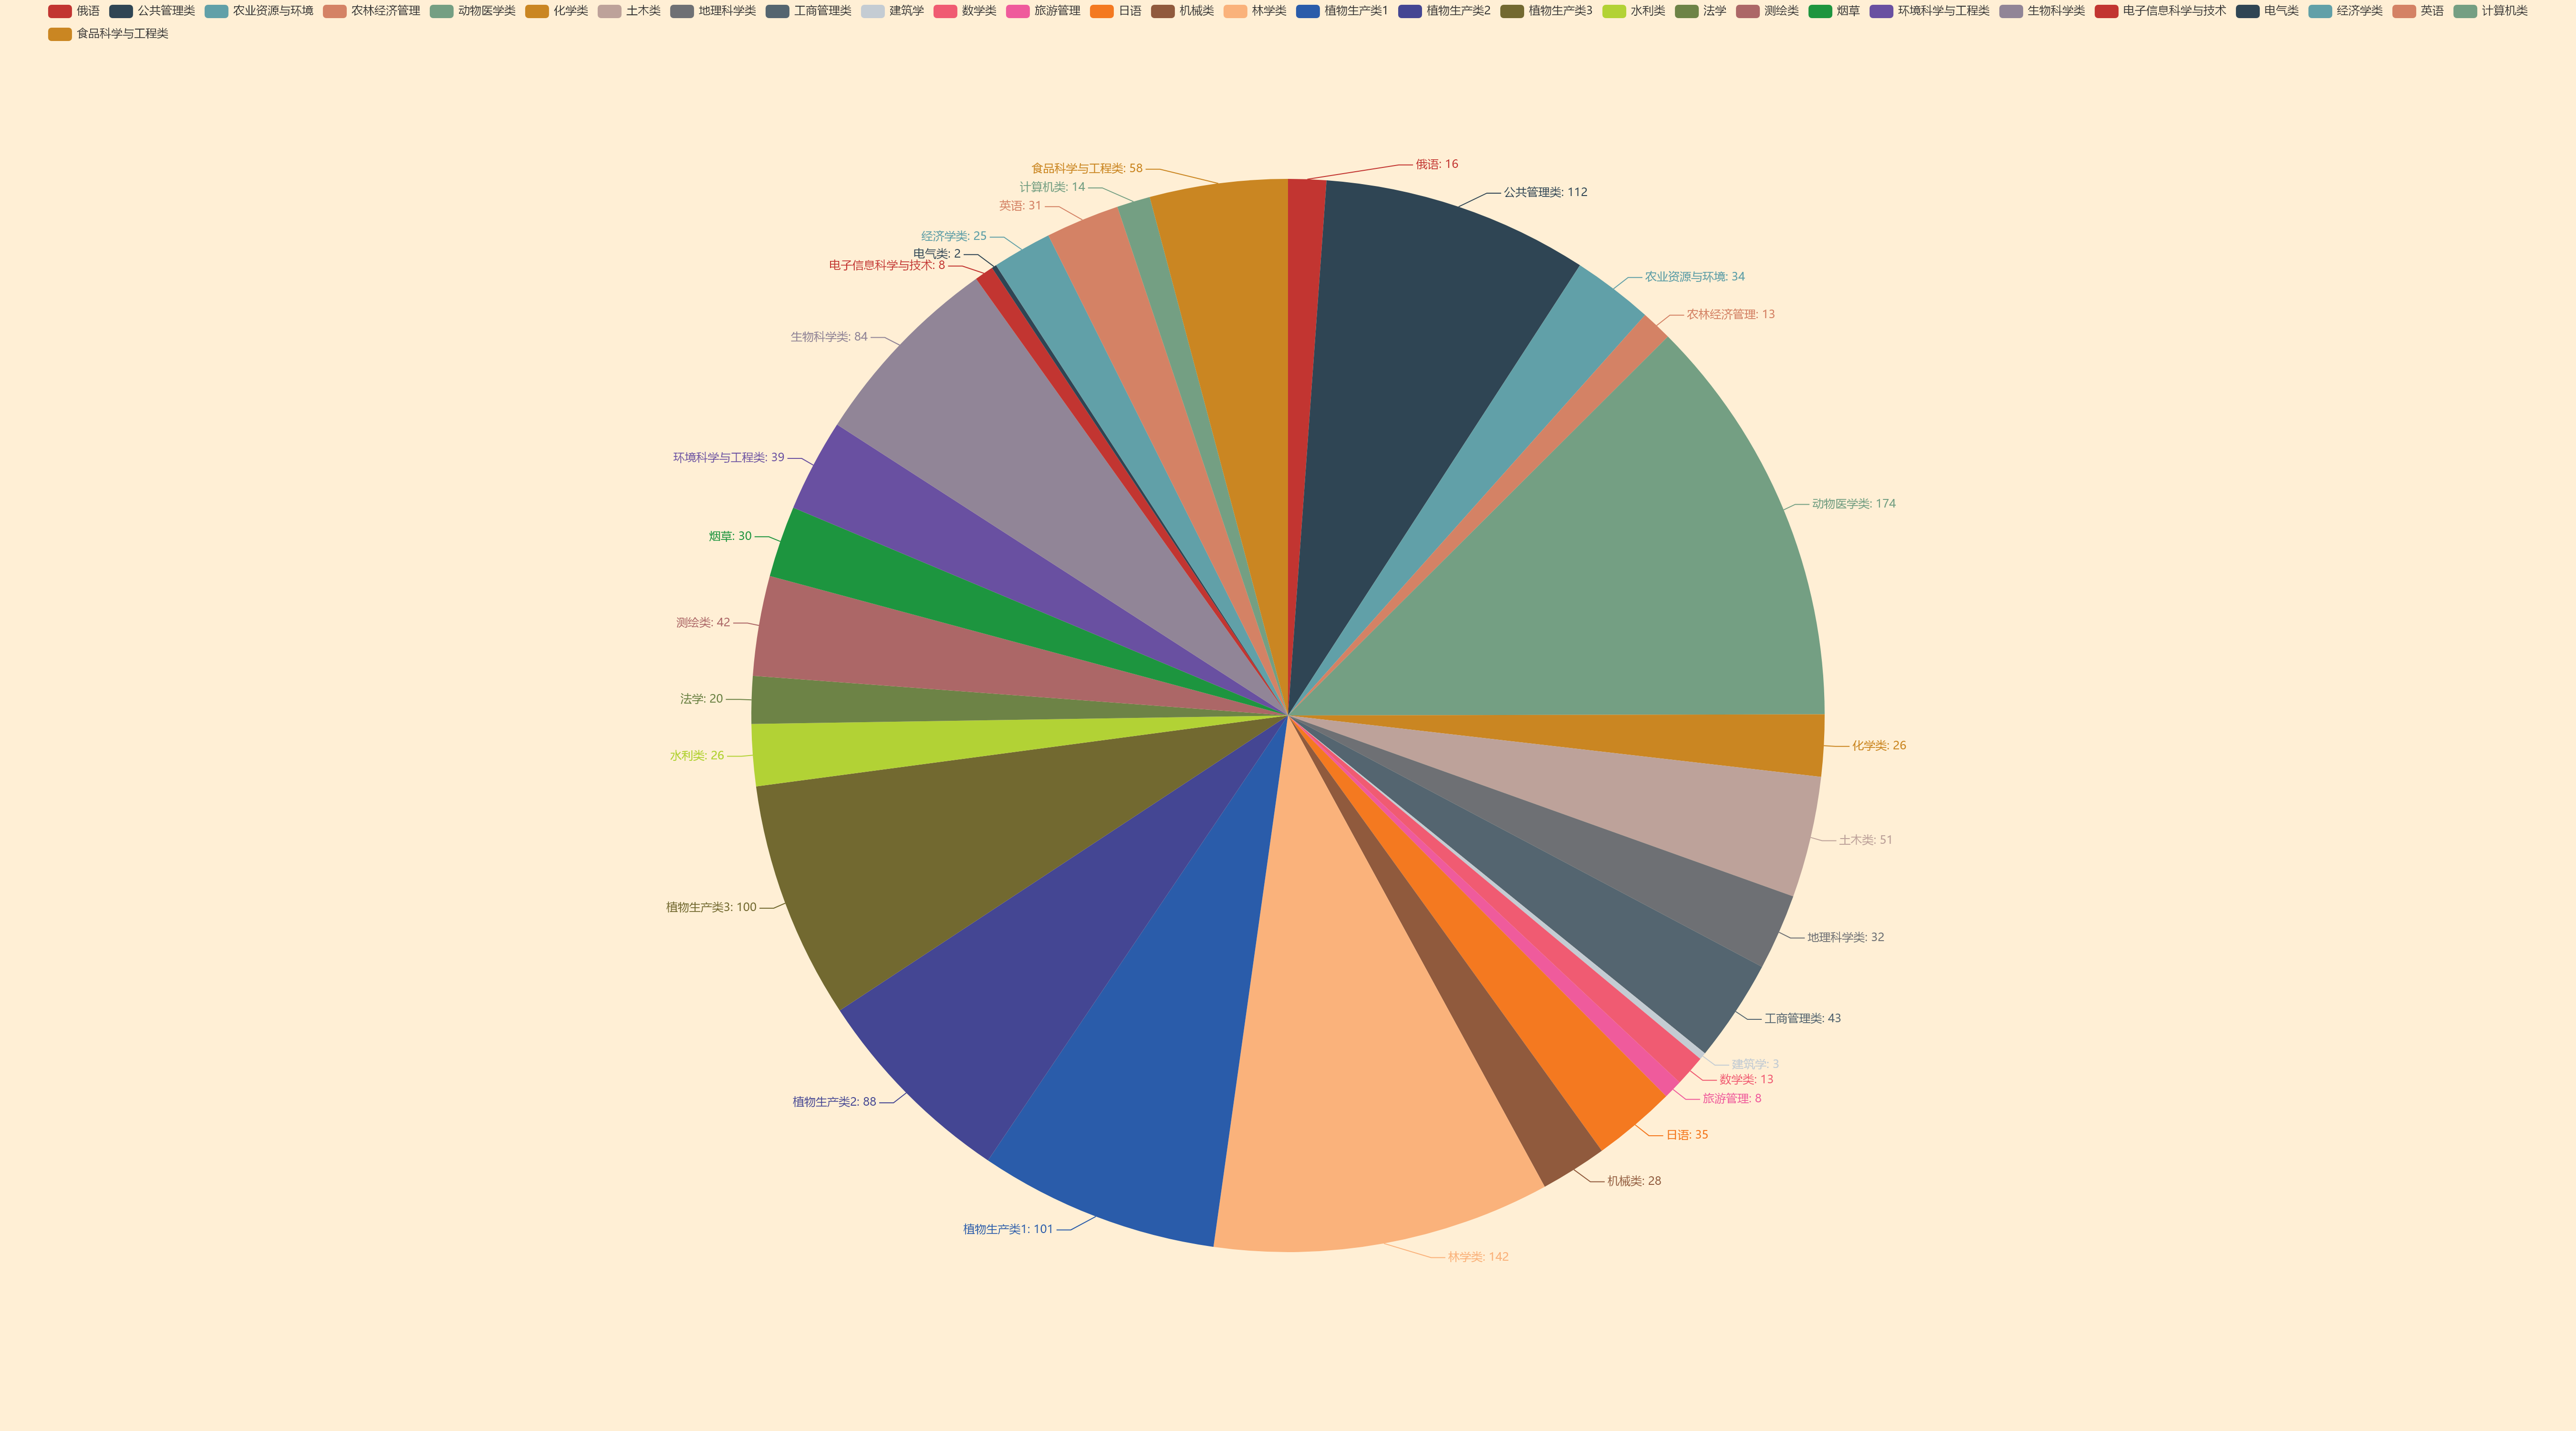 俄语 公共管理类 农业资源与环境 农林经济管理 动物医学类 化学类 土木类 地理科学类 工商管理类 建筑学 数学类 旅游管理 日语 机械类 林学类 植物生产类1 植物生产类2 植物生产类3 水利类 法学 测绘类 烟草 环境科学与工程类 生物科学类 电子信息科学与技术 电气类 经济学类 英语 计算机类
食品科学与工程类
俄语: 16
公共管理类: 112
农业资源与环境: 34
农林经济管理: 13
动物医学类: 174
化学类: 26
土木类: 51
地理科学类: 32
工商管理类: 43
建筑学: 3
数学类: 13
旅游管理: 8
日语: 35
机械类: 28
林学类: 142
植物生产类1: 101
植物生产类2: 88
植物生产类3: 100
水利类: 26
法学: 20
测绘类: 42
烟草: 30
环境科学与工程类: 39
生物科学类: 84
电子信息科学与技术: 8
电气类: 2
经济学类: 25
英语: 31
计算机类: 14
食品科学与工程类: 58